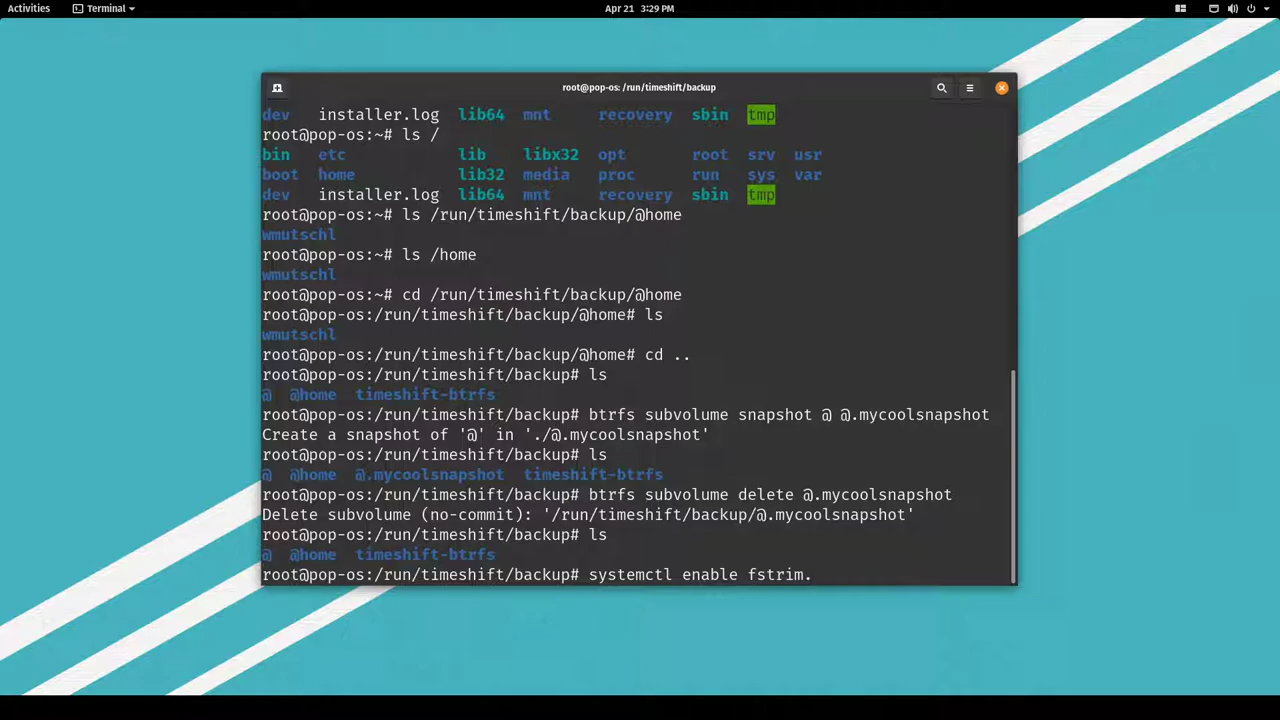 Activities Terminal Apr 21 3:29 PM
root@pop-os: /run/timeshift/backup
dev installer.log lib64 mnt recovery sbin tmp
root@pop-os:~# ls /
bin etc lib libx32 opt root srv usr
boot home lib32 media proc run sys var
dev installer.log lib64 mnt recovery sbin tmp
root@pop-os:~# ls /run/timeshift/backup/@home
wmutschl
root@pop-os:~# ls /home
wmutschl
root@pop-os:~# cd /run/timeshift/backup/@home
root@pop-os:/run/timeshift/backup/@home# ls
wmutschl
root@pop-os:/run/timeshift/backup/@home# cd ..
root@pop-os:/run/timeshift/backup# ls
@ @home timeshift-btrfs
root@pop-os:/run/timeshift/backup# btrfs subvolume snapshot @ @.mycoolsnapshot
Create a snapshot of '@' in './@.mycoolsnapshot'
root@pop-os:/run/timeshift/backup# ls
@ @home @.mycoolsnapshot timeshift-btrfs
root@pop-os:/run/timeshift/backup# btrfs subvolume delete @.mycoolsnapshot
Delete subvolume (no-commit): '/run/timeshift/backup/@.mycoolsnapshot'
root@pop-os:/run/timeshift/backup# ls
@ @home timeshift-btrfs
root@pop-os:/run/timeshift/backup# systemctl enable fstrim.